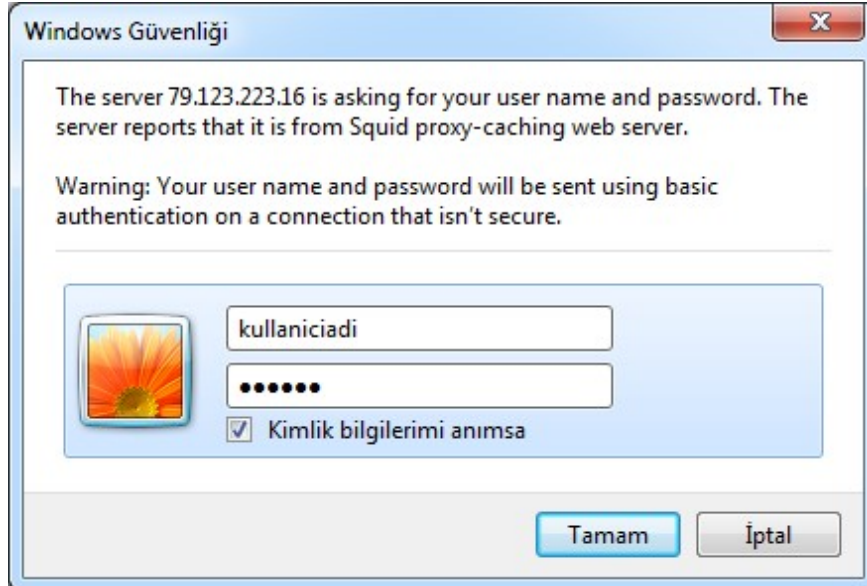 Windows Güvenliği
The server 79.123.223.16 is asking for your user name and password. The
server reports that it is from Squid proxy-caching web server.
Warning: Your user name and password will be sent using basic
authentication on a connection that isn't secure.
kullaniciadi
●●●●●●
Kimlik bilgilerimi anımsa
Tamam
İptal